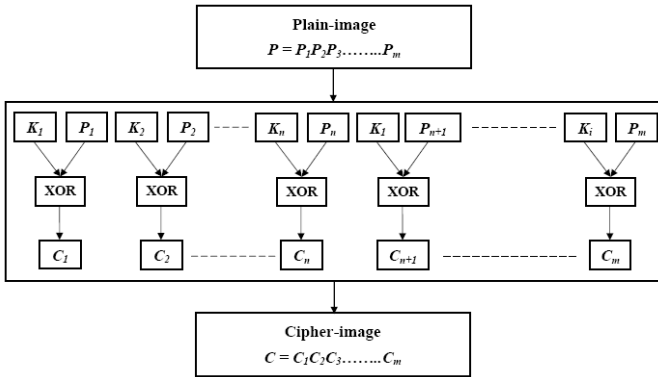 Plain-image
P = P₁P₂P₃……..Pₘ
K₁ P₁ K₂ P₂ Kₙ Pₙ K₁ Pₙ₊₁ Kᵢ Pₘ
XOR XOR XOR XOR XOR
C₁ C₂ Cₙ Cₙ₊₁ Cₘ
Cipher-image
C = C₁C₂C₃……..Cₘ